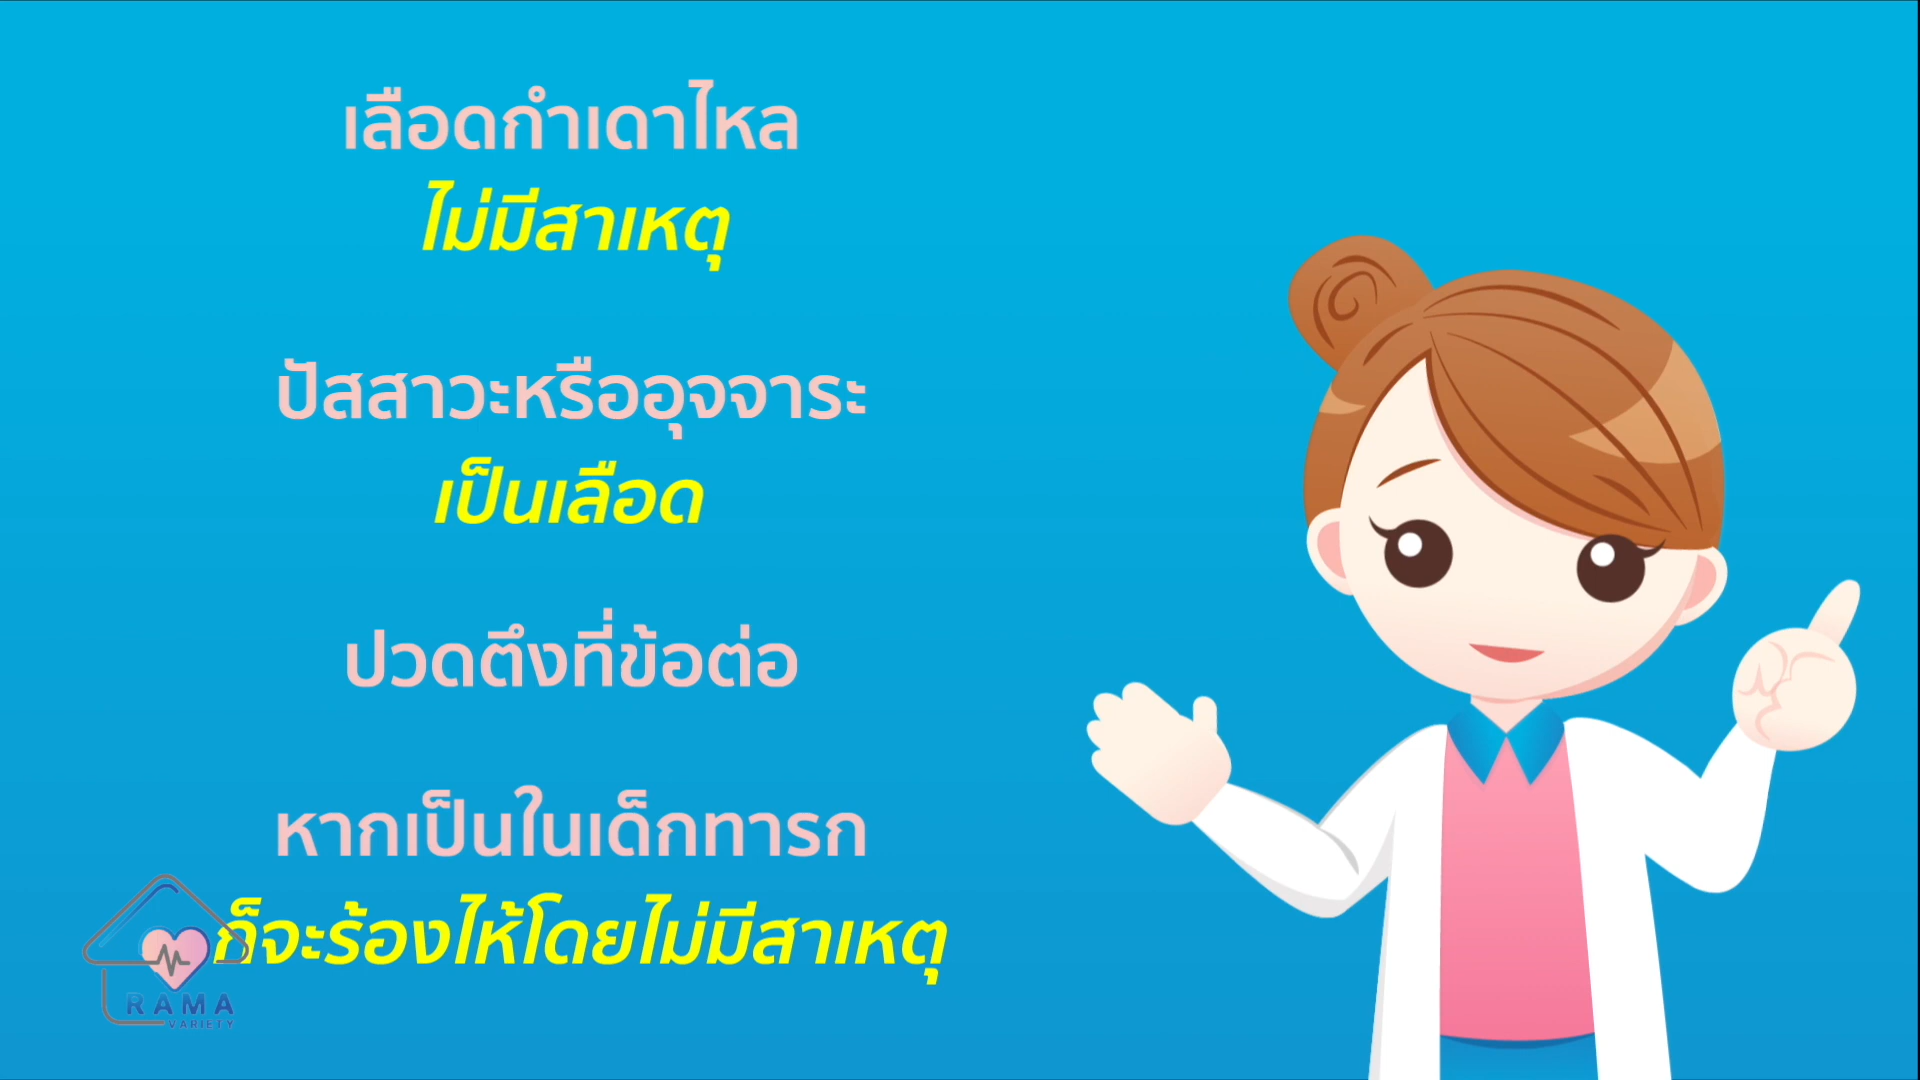 เลือดกำเดาไหล
ไม่มีสาเหตุ
ปัสสาวะหรืออุจจาระ
เป็นเลือด
ปวดตึงที่ข้อต่อ
หากเป็นในเด็กทารก
ก็จะร้องไห้โดยไม่มีสาเหตุ
RAMA
VARIETY